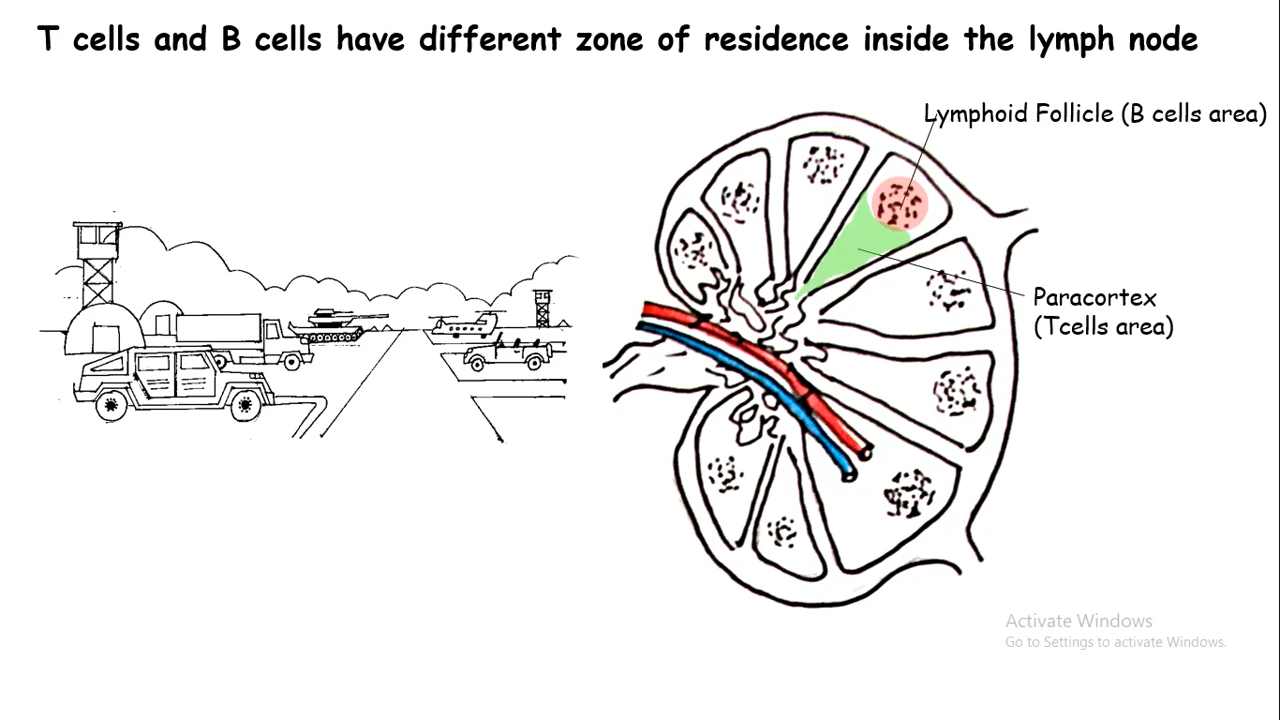 T cells and B cells have different zone of residence inside the lymph node
Lymphoid Follicle (B cells area)
Paracortex
(Tcells area)
Activate Windows
Go to Settings to activate Windows.